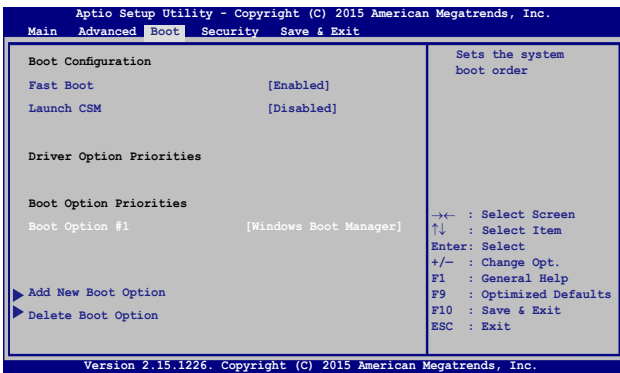 Aptio Setup Utility - Copyright (C) 2015 American Megatrends, Inc.
Main Advanced Boot Security Save & Exit
Boot Configuration
Fast Boot [Enabled]
Launch CSM [Disabled]
Driver Option Priorities
Boot Option Priorities
Boot Option #1 [Windows Boot Manager]
Add New Boot Option
Delete Boot Option
Sets the system
boot order
→← : Select Screen
↑↓ : Select Item
Enter: Select
+/— : Change Opt.
F1 : General Help
F9 : Optimized Defaults
F10 : Save & Exit
ESC : Exit
Version 2.15.1226. Copyright (C) 2015 American Megatrends, Inc.